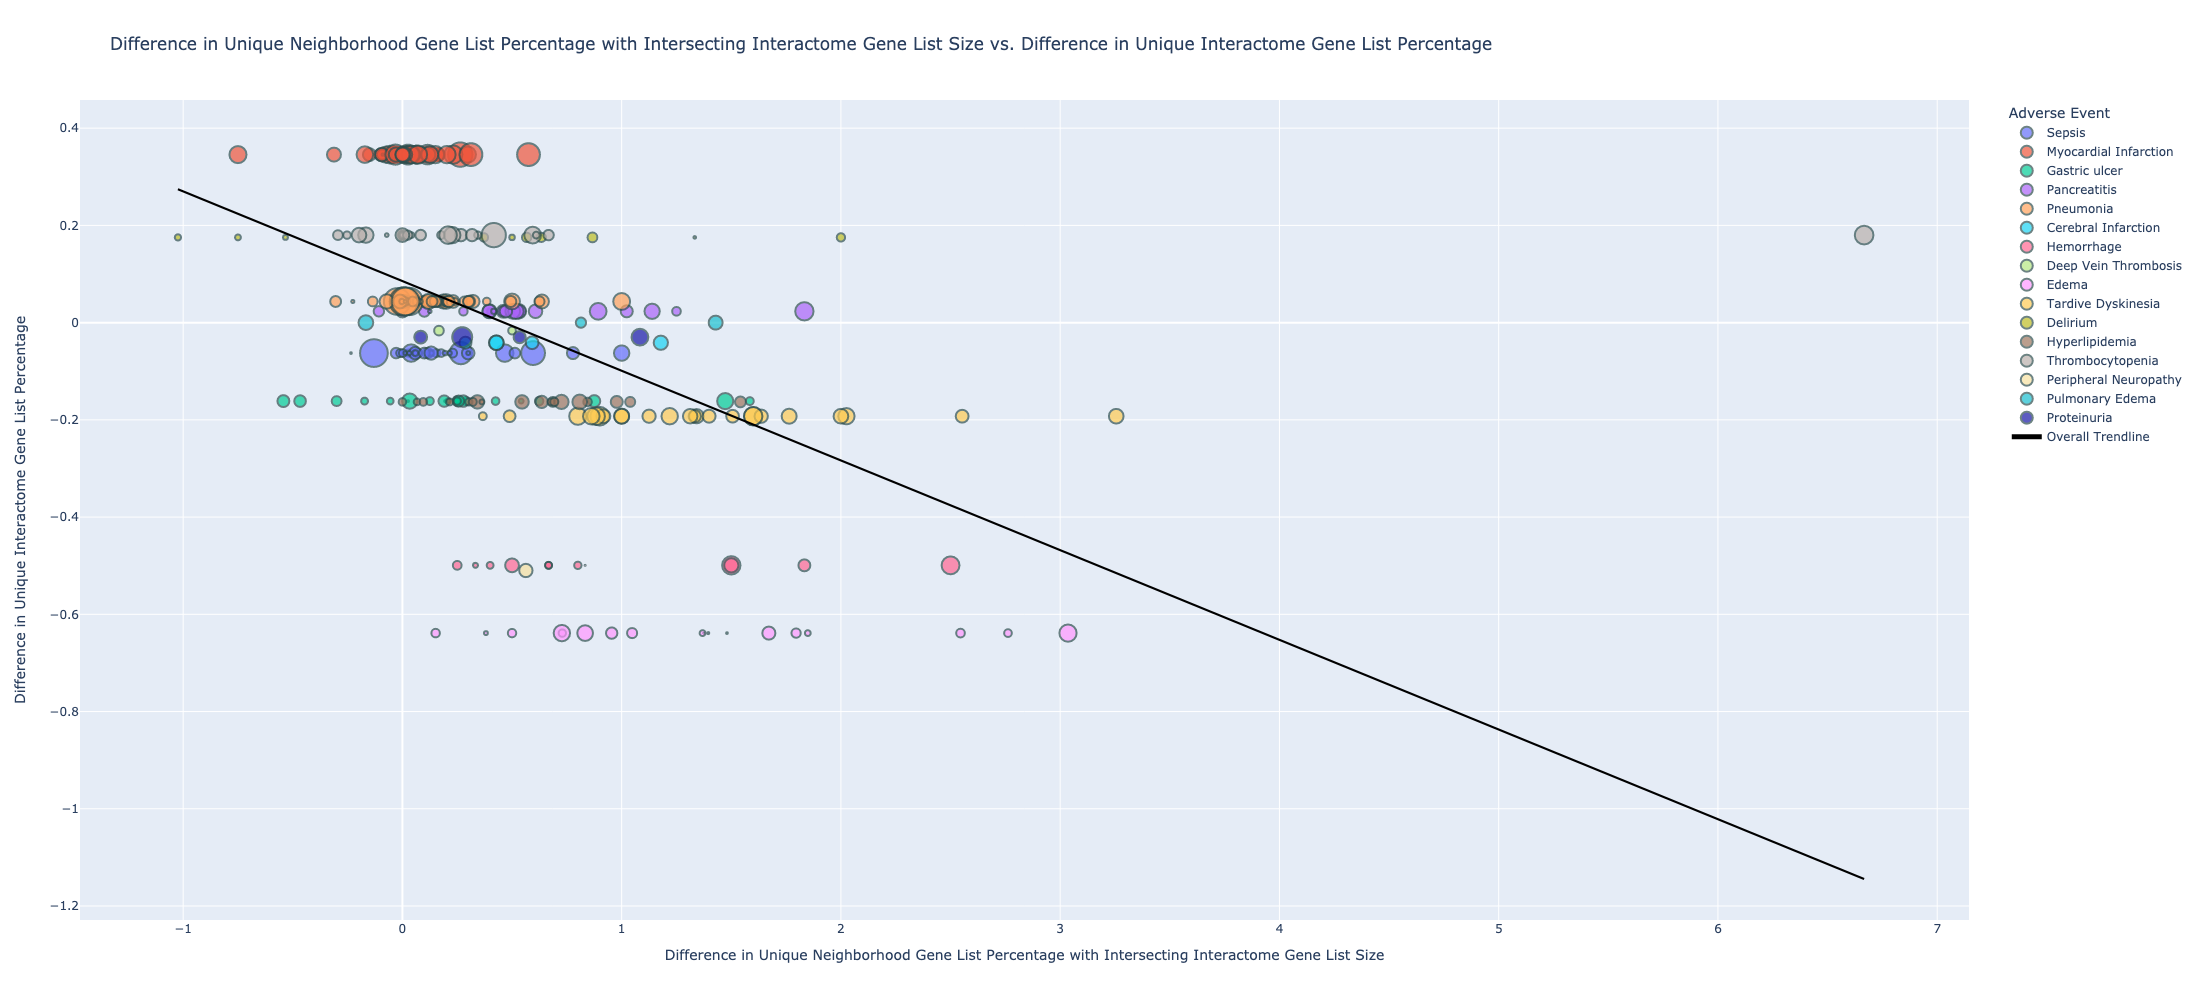 Difference in Unique Neighborhood Gene List Percentage with Intersecting Interactome Gene List Size vs. Difference in Unique Interactome Gene List Percentage
Difference in Unique Interactome Gene List Percentage
0.4
0.2
0
−0.2
−0.4
−0.6
−0.8
−1
−1.2
−1 0 1 2 3 4 5 6 7
Difference in Unique Neighborhood Gene List Percentage with Intersecting Interactome Gene List Size
Adverse Event
Sepsis
Myocardial Infarction
Gastric ulcer
Pancreatitis
Pneumonia
Cerebral Infarction
Hemorrhage
Deep Vein Thrombosis
Edema
Tardive Dyskinesia
Delirium
Hyperlipidemia
Thrombocytopenia
Peripheral Neuropathy
Pulmonary Edema
Proteinuria
Overall Trendline